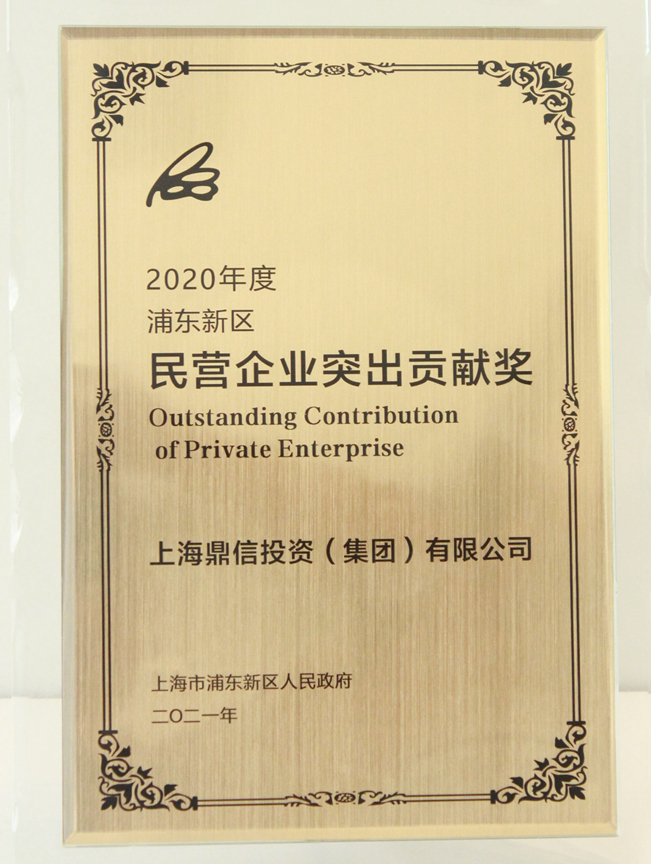 2020年度
浦东新区
民营企业突出贡献奖
Outstanding Contribution
of Private Enterprise
上海鼎信投资（集团）有限公司
上海市浦东新区人民政府
二〇二一年